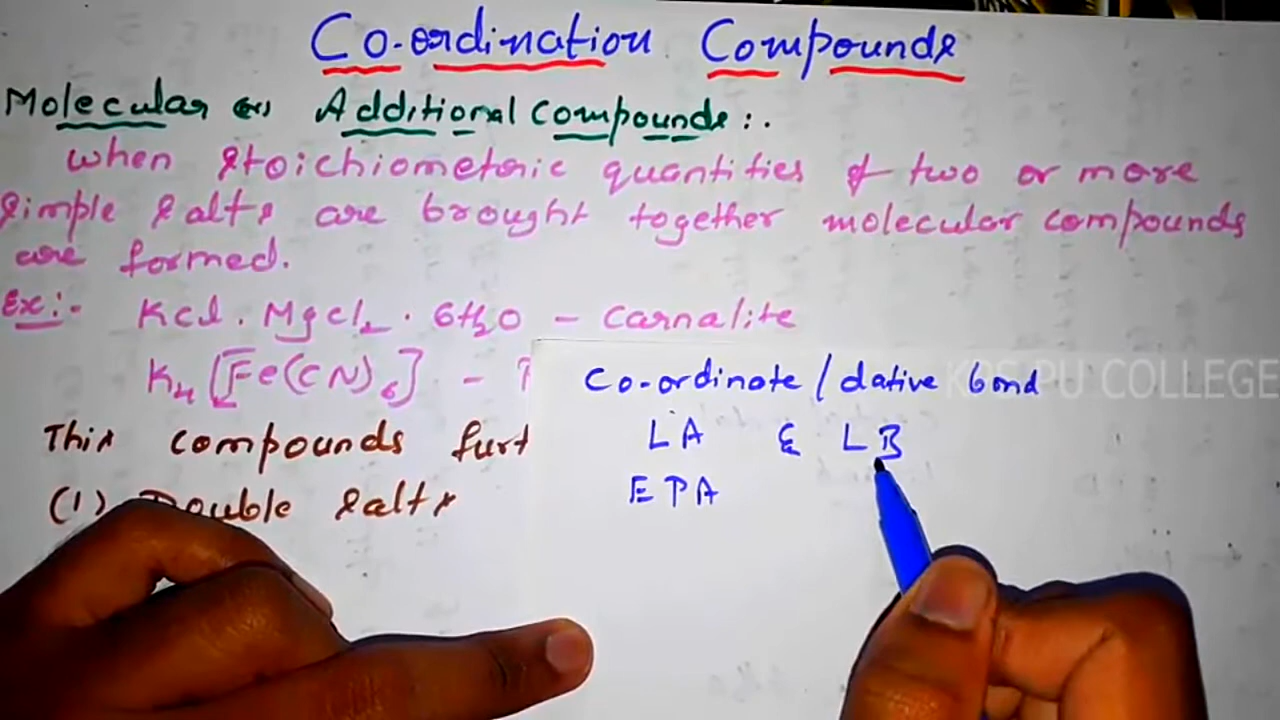 Co-ordination Compounds
Molecular (or) Additional Compounds:.
When stoichiometric quantities of two or more
simple salts are brought together molecular compounds
are formed.
Ex:- KCl. MgCl₂ . 6H₂O - Carnalite
K₄[Fe(CN)₆] -
This compounds
(1) Double salts
Co-ordinate / dative bond
LA & LB
EPA
PU COLLEGE